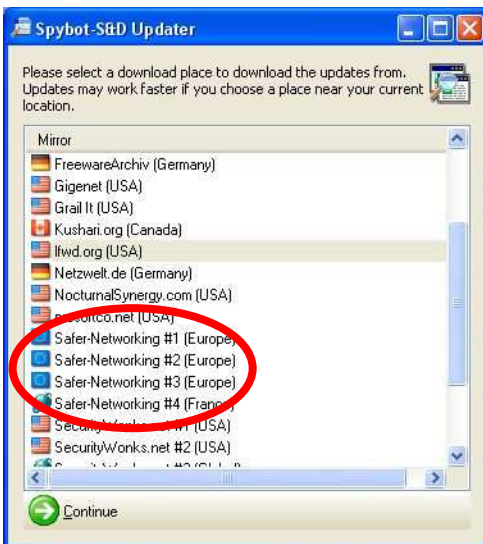 Spybot-S&D Updater
Please select a download place to download the updates from.
Updates may work faster if you choose a place near your current
location.
Mirror
FreewareArchiv (Germany)
Gigenet (USA)
Grail It (USA)
Kushari.org (Canada)
lfwd.org (USA)
Netzwelt.de (Germany)
NocturnalSynergy.com (USA)
(USA)
Safer-Networking #1 (Europe)
Safer-Networking #2 (Europe)
Safer-Networking #3 (Europe)
Safer-Networking #4 (France)
SecurityWonks.net #1 (USA)
SecurityWonks.net #2 (USA)
Continue